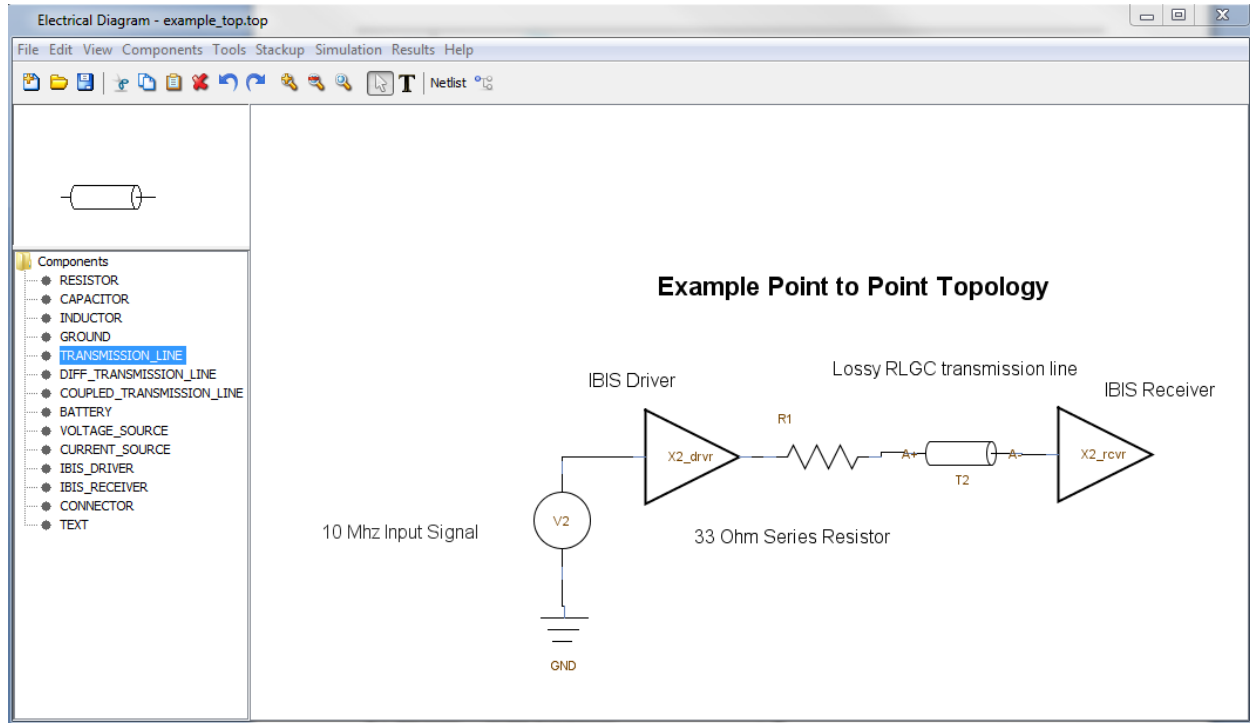 Electrical Diagram - example_top.top
File Edit View Components Tools Stackup Simulation Results Help
T Netlist
Components
RESISTOR
CAPACITOR
INDUCTOR
GROUND
TRANSMISSION_LINE
DIFF_TRANSMISSION_LINE
COUPLED_TRANSMISSION_LINE
BATTERY
VOLTAGE_SOURCE
CURRENT_SOURCE
IBIS_DRIVER
IBIS_RECEIVER
CONNECTOR
TEXT
Example Point to Point Topology
IBIS Driver
Lossy RLGC transmission line
IBIS Receiver
R1
X2_drvr
A+
A-
X2_rcvr
T2
10 Mhz Input Signal
V2
33 Ohm Series Resistor
GND